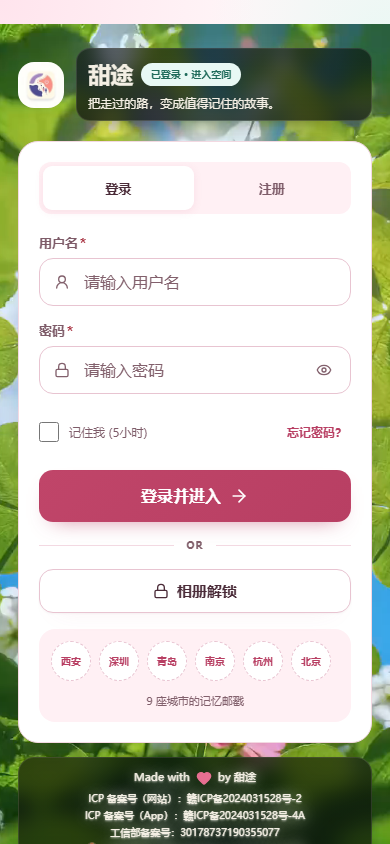 甜途
已登录 • 进入空间
把走过的路，变成值得记住的故事。
登录
注册
用户名*
请输入用户名
密码*
请输入密码
记住我 (5小时)
忘记密码?
登录并进入 →
OR
相册解锁
西安
深圳
青岛
南京
杭州
北京
9 座城市的记忆邮戳
Made with ❤ by 甜途
ICP 备案号（网站）：赣ICP备2024031528号-2
ICP 备案号（App）：赣ICP备2024031528号-4A
工信部备案号：30178737190355077